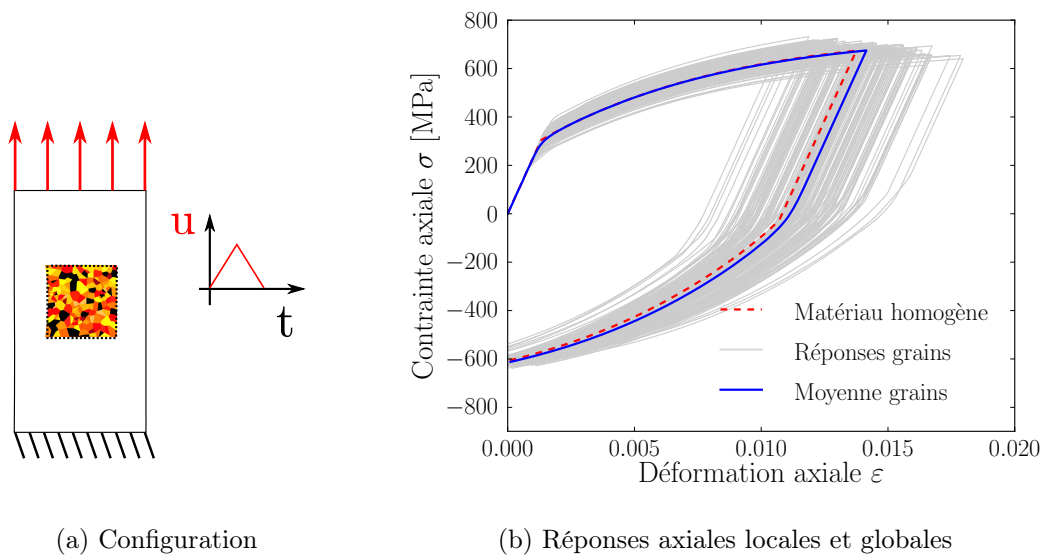 u
t
800
600
400
200
0
−200
−400
−600
−800
Contrainte axiale σ [MPa]
Matériau homogène
Réponses grains
Moyenne grains
0.000 0.005 0.010 0.015 0.020
Déformation axiale ε
(a) Configuration
(b) Réponses axiales locales et globales